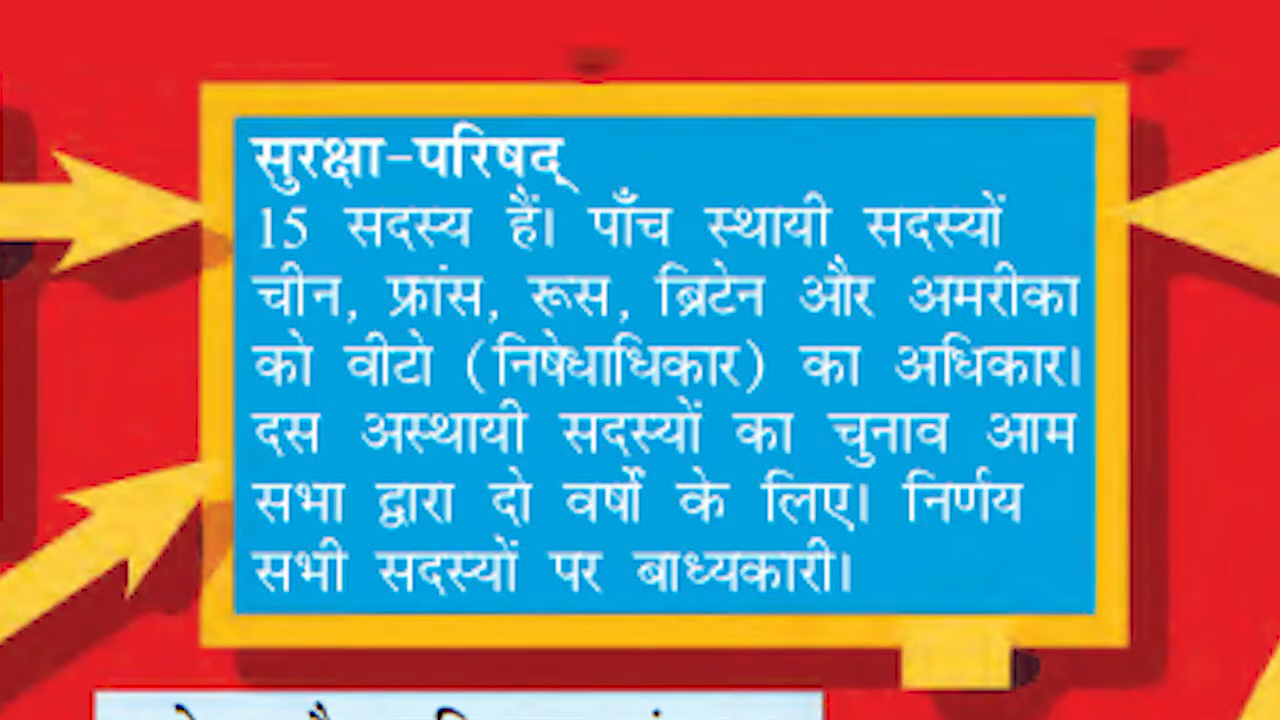 सुरक्षा-परिषद्
15 सदस्य हैं। पाँच स्थायी सदस्यों
चीन, फ्रांस, रूस, ब्रिटेन और अमरीका
को वीटो (निषेधाधिकार) का अधिकार।
दस अस्थायी सदस्यों का चुनाव आम
सभा द्वारा दो वर्षों के लिए। निर्णय
सभी सदस्यों पर बाध्यकारी।